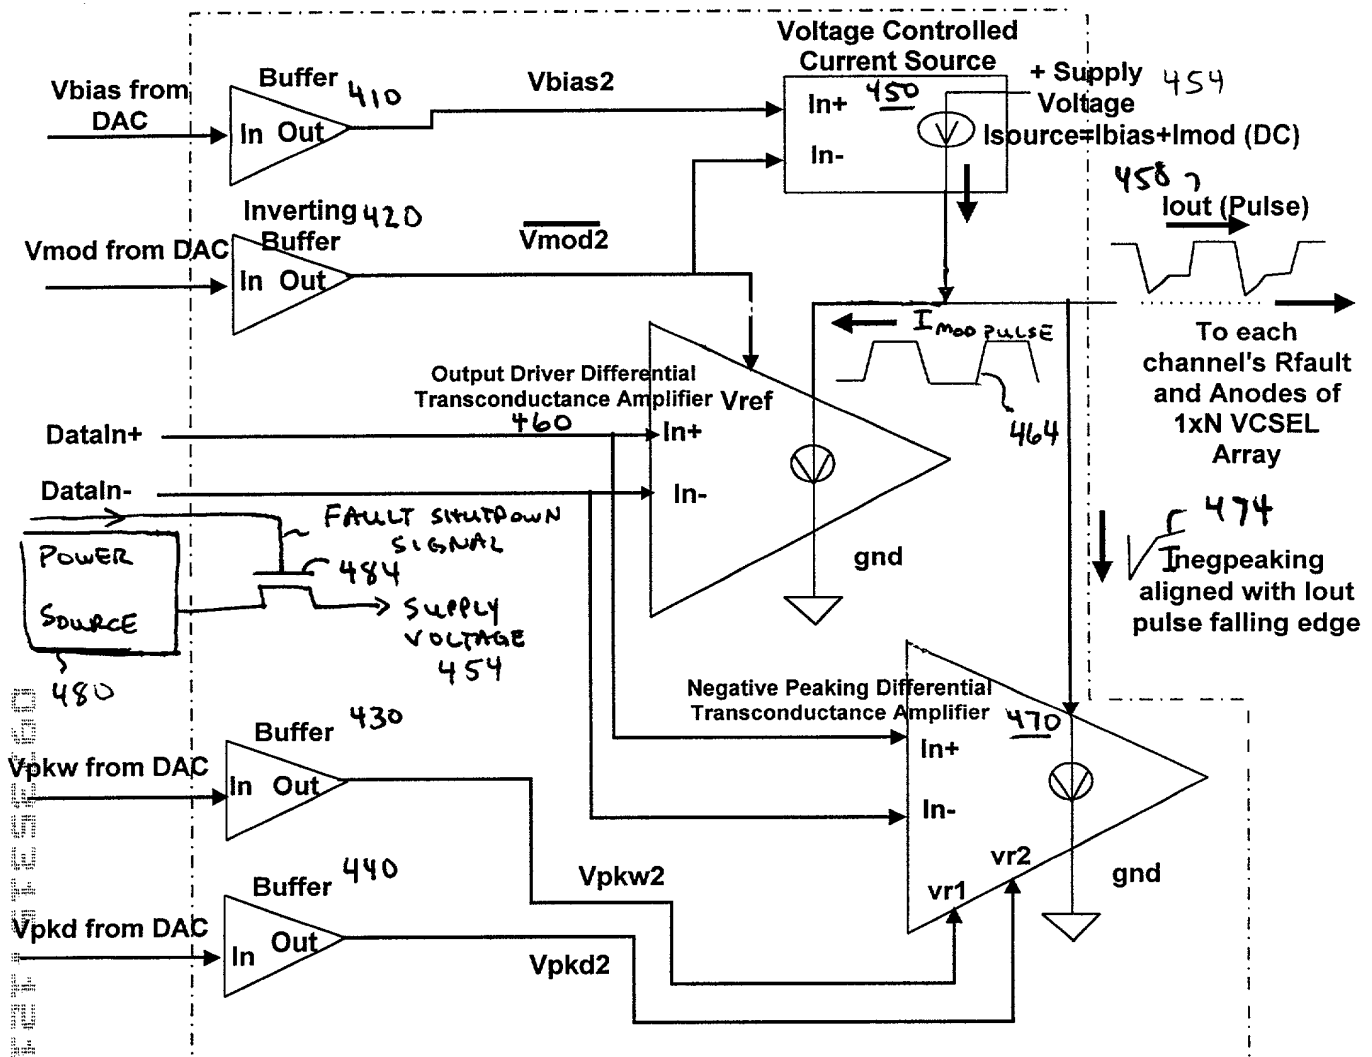 Voltage Controlled
Current Source
450
In+
In-
+ Supply
Voltage
454
Isource=Ibias+Imod (DC)
458
Iout (Pulse)
Vbias from
DAC
Buffer
410
In Out
Vbias2
Inverting
Buffer
420
Vmod from DAC
In Out
Vmod2
I MOD PULSE
464
To each
channel's Rfault
and Anodes of
1xN VCSEL
Array
Output Driver Differential
Transconductance Amplifier
460
Vref
In+
In-
gnd
DataIn+
DataIn-
FAULT SHUTDOWN
SIGNAL
POWER
SOURCE
480
484
SUPPLY
VOLTAGE
454
474
Inegpeaking
aligned with Iout
pulse falling edge
Negative Peaking Differential
Transconductance Amplifier
470
In+
In-
vr1
vr2
gnd
Buffer
430
Vpkw from DAC
In Out
Vpkw2
Buffer
440
Vpkd from DAC
In Out
Vpkd2